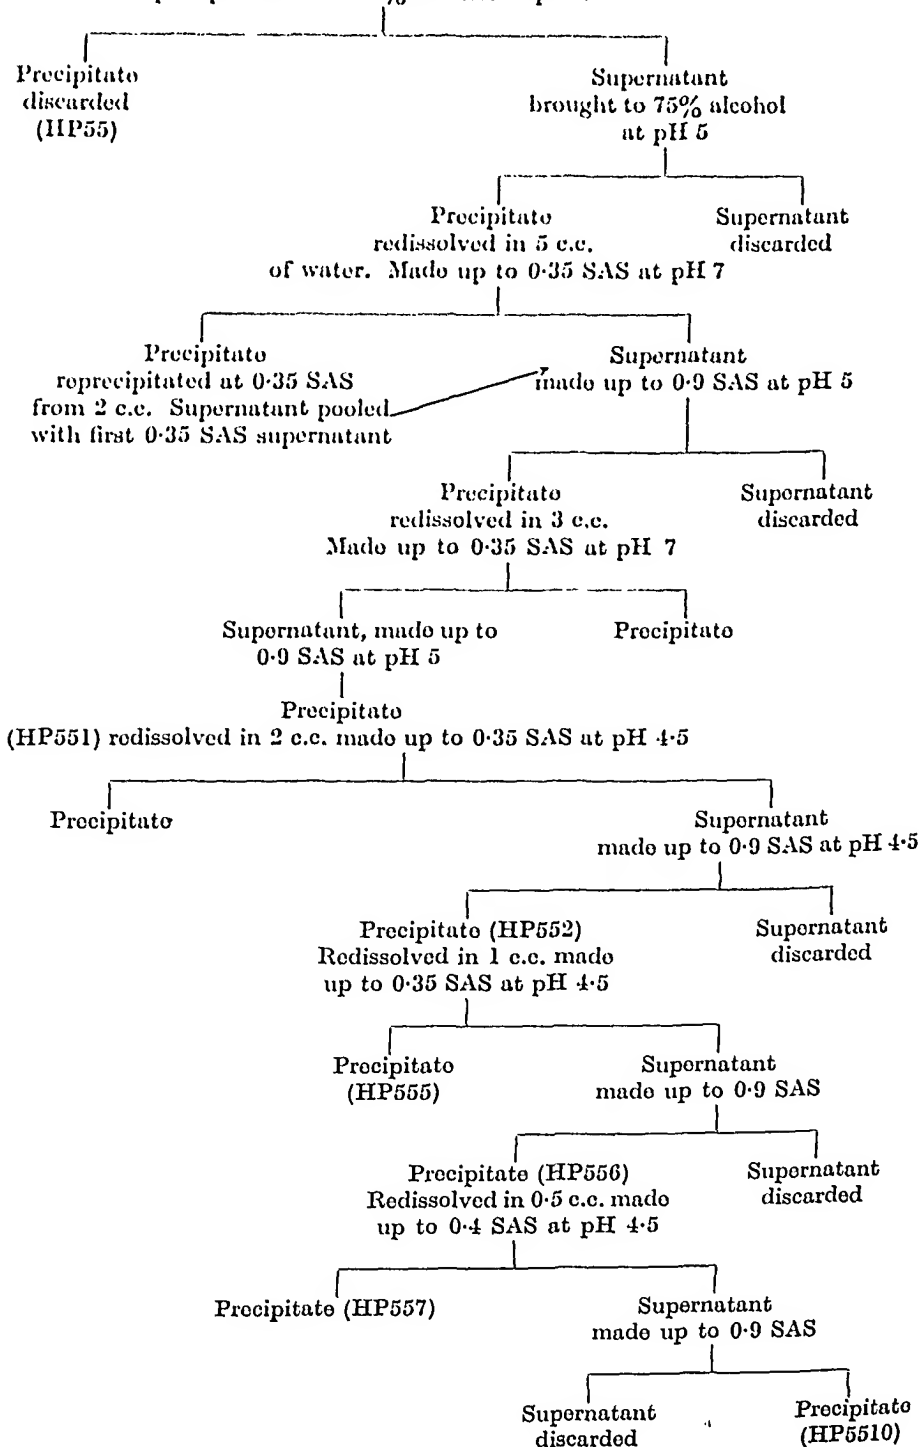 Precipitate
discarded
(HP55)
Supernatant
brought to 75% alcohol
at pH 5
Precipitate
redissolved in 5 c.c.
of water. Made up to 0·35 SAS at pH 7
Supernatant
discarded
Precipitate
reprecipitated at 0·35 SAS
from 2 c.c. Supernatant pooled
with first 0·35 SAS supernatant
Supernatant
made up to 0·9 SAS at pH 5
Precipitate
redissolved in 3 c.c.
Made up to 0·35 SAS at pH 7
Supernatant
discarded
Supernatant, made up to
0·9 SAS at pH 5
Precipitate
Precipitate
(HP551) redissolved in 2 c.c. made up to 0·35 SAS at pH 4·5
Precipitate
Supernatant
made up to 0·9 SAS at pH 4·5
Precipitate (HP552)
Redissolved in 1 c.c. made
up to 0·35 SAS at pH 4·5
Supernatant
discarded
Precipitate
(HP555)
Supernatant
made up to 0·9 SAS
Precipitate (HP556)
Redissolved in 0·5 c.c. made
up to 0·4 SAS at pH 4·5
Supernatant
discarded
Precipitate (HP557)
Supernatant
made up to 0·9 SAS
Supernatant
discarded
Precipitate
(HP5510)